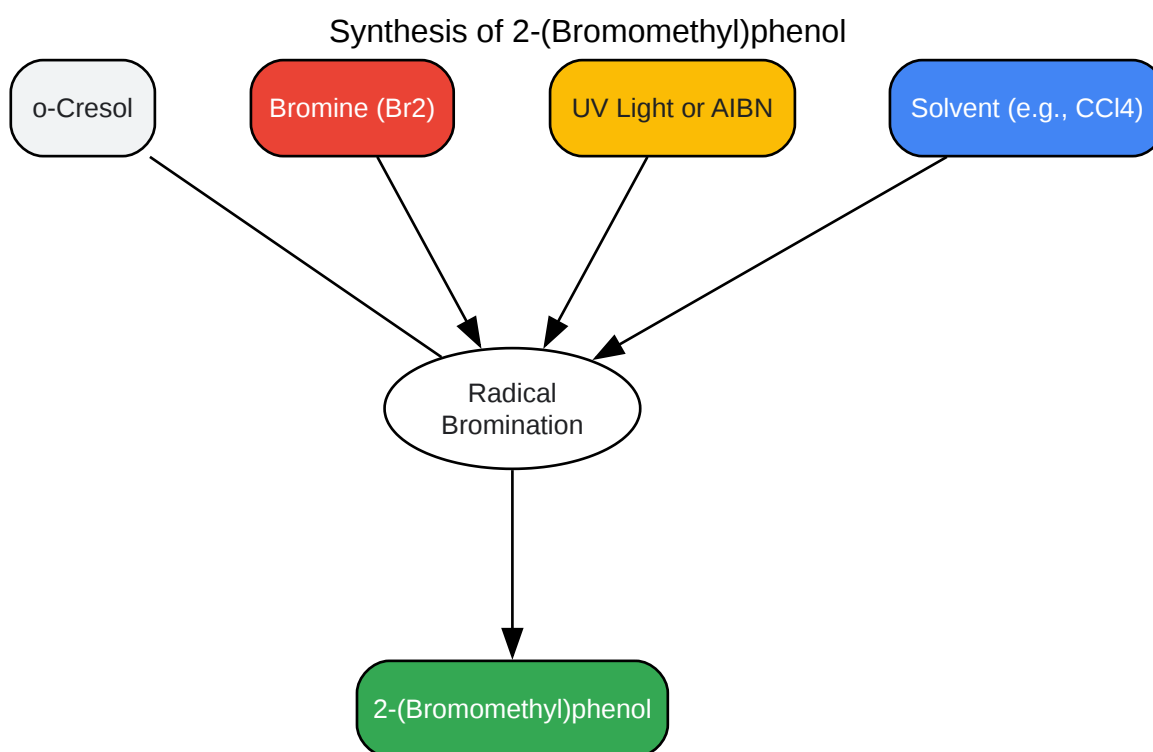 Synthesis of 2-(Bromomethyl)phenol
o-Cresol
Bromine (Br2)
UV Light or AIBN
Solvent (e.g., CCl4)
Radical
Bromination
2-(Bromomethyl)phenol